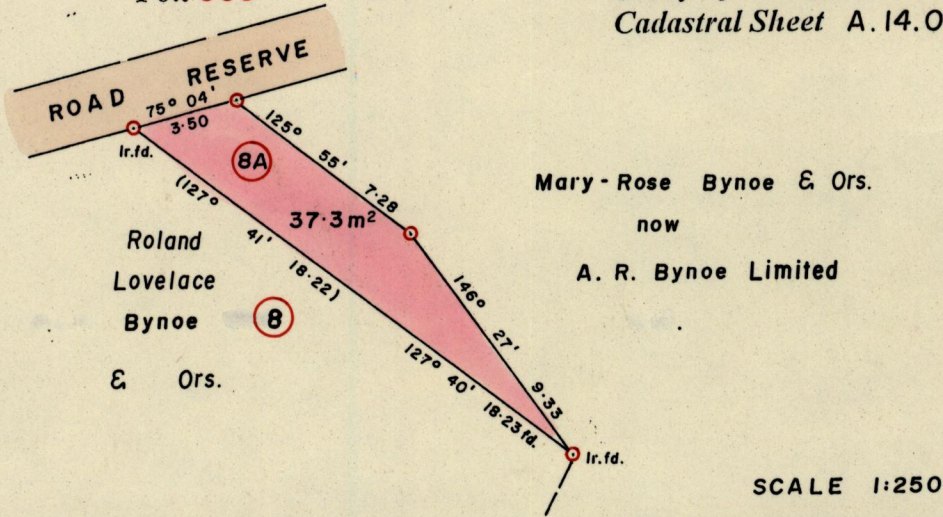 Cadastral Sheet A.14.0
ROAD RESERVE
75° 04'
3·50
Ir.fd.
125° 55' 7·28
8A
37·3m²
(127° 41' 18·22)
146° 27' 9·33
127° 40' 18·23fd.
Ir.fd.
Roland
Lovelace
Bynoe 8
& Ors.
Mary-Rose Bynoe & Ors.
now
A. R. Bynoe Limited
SCALE 1:250